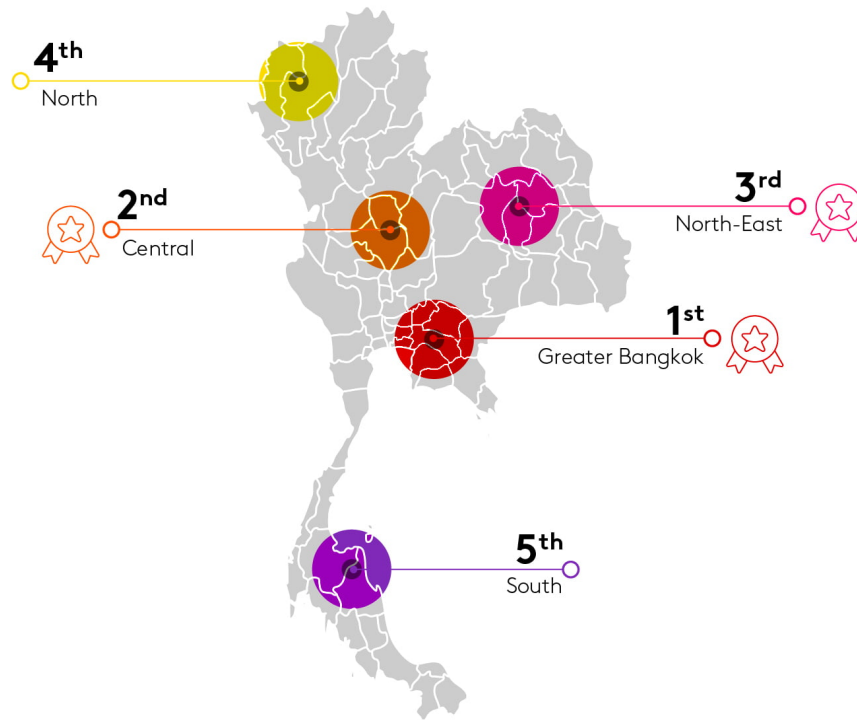 4th
North
2nd
Central
3rd
North-East
1st
Greater Bangkok
5th
South